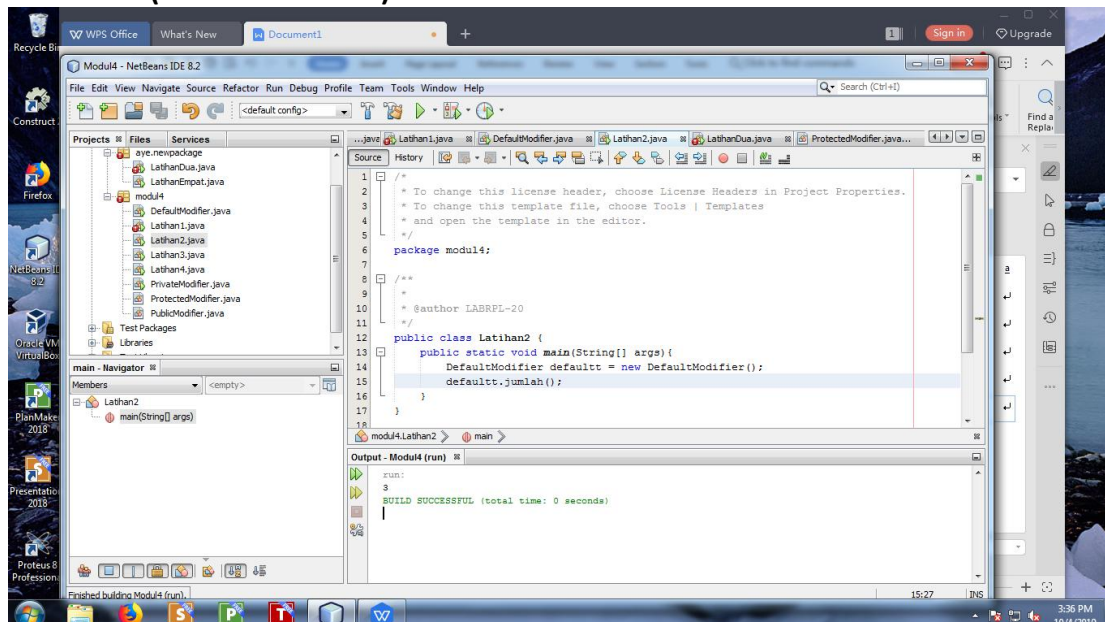 Recycle Bin
Construct
Firefox
NetBeans
8.2
Oracle VM
VirtualBox
PlanMaker
2018
Presentatio
2018
Proteus 8
Profession
WPS Office
What's New
Document1
+
1
Sign in
Upgrade
Find a
Repla
Modul4 - NetBeans IDE 8.2
File Edit View Navigate Source Refactor Run Debug Profile Team Tools Window Help
Search (Ctrl+I)
<default config>
Projects
Files
Services
aye.newpackage
LatihanDua.java
LatihanEmpat.java
modul4
DefaultModifier.java
Latihan1.java
Latihan2.java
Latihan3.java
Latihan4.java
PrivateModifier.java
ProtectedModifier.java
PublicModifier.java
Test Packages
Libraries
main - Navigator
Members
<empty>
Latihan2
main(String[] args)
...java Latihan1.java DefaultModifier.java Latihan2.java LatihanDua.java ProtectedModifier.java...
Source History
1 /*
2 * To change this license header, choose License Headers in Project Properties.
3 * To change this template file, choose Tools | Templates
4 * and open the template in the editor.
5 */
6 package modul4;
7
8 /**
9 *
10 * @author LABRPL-20
11 */
12 public class Latihan2 {
13 public static void main(String[] args){
14 DefaultModifier defaultt = new DefaultModifier();
15 defaultt.jumlah();
16 }
17 }
18
modul4.Latihan2 main
Output - Modul4 (run)
run:
3
BUILD SUCCESSFUL (total time: 0 seconds)
Finished building Modul4 (run).
15:27 INS
3:36 PM